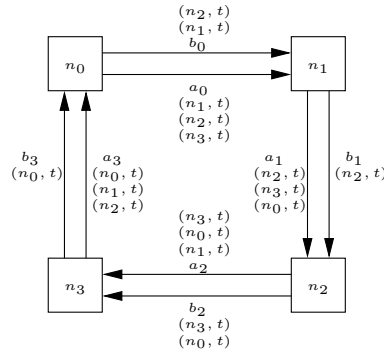 (n₂, t)
(n₁, t)
b₀
n₀
n₁
a₀
(n₁, t)
(n₂, t)
(n₃, t)
b₃
(n₀, t)
a₃
(n₀, t)
(n₁, t)
(n₂, t)
a₁
(n₂, t)
(n₃, t)
(n₀, t)
b₁
(n₂, t)
(n₃, t)
(n₀, t)
(n₁, t)
a₂
n₃
n₂
b₂
(n₃, t)
(n₀, t)